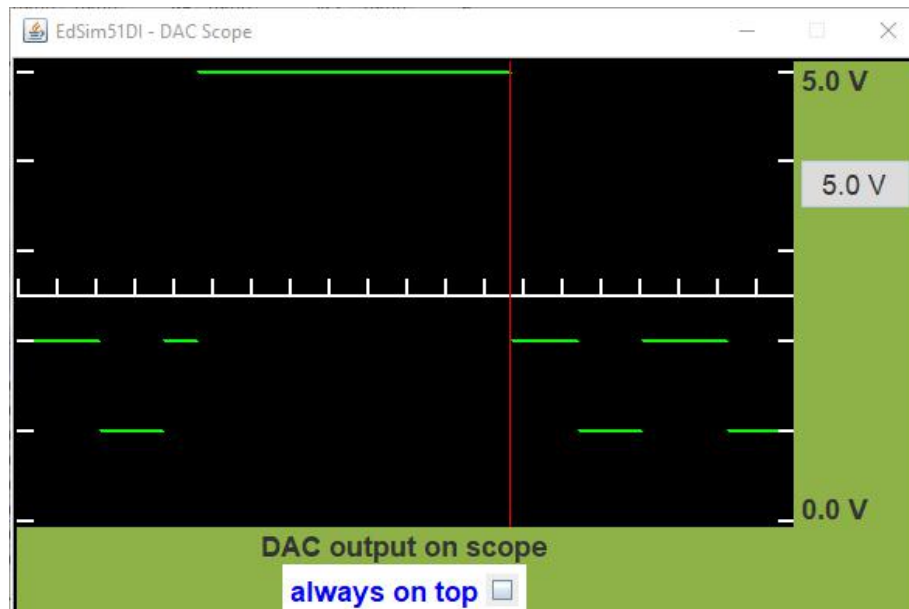 EdSim51DI - DAC Scope
5.0 V
5.0 V
0.0 V
DAC output on scope
always on top